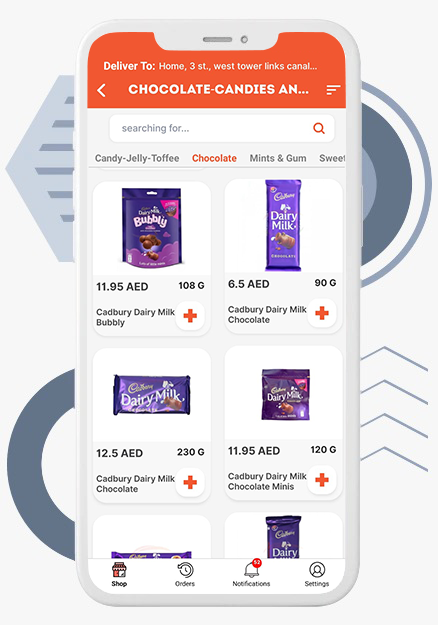 Deliver To: Home, 3 st., west tower links canal...
CHOCOLATE-CANDIES AN...
searching for...
Candy-Jelly-Toffee Chocolate Mints & Gum Sweet
Cadbury
Dairy Milk
Bubbly
11.95 AED 108 G
Cadbury Dairy Milk
Bubbly
Cadbury
Dairy
Milk
CHOCOLATE
6.5 AED 90 G
Cadbury Dairy Milk
Chocolate
Cadbury
Dairy Milk
12.5 AED 230 G
Cadbury Dairy Milk
Chocolate
Cadbury
Dairy Milk
11.95 AED 120 G
Cadbury Dairy Milk
Chocolate Minis
Cadbury
Cadbury
Dairy
Milk
52
Shop Orders Notifications Settings